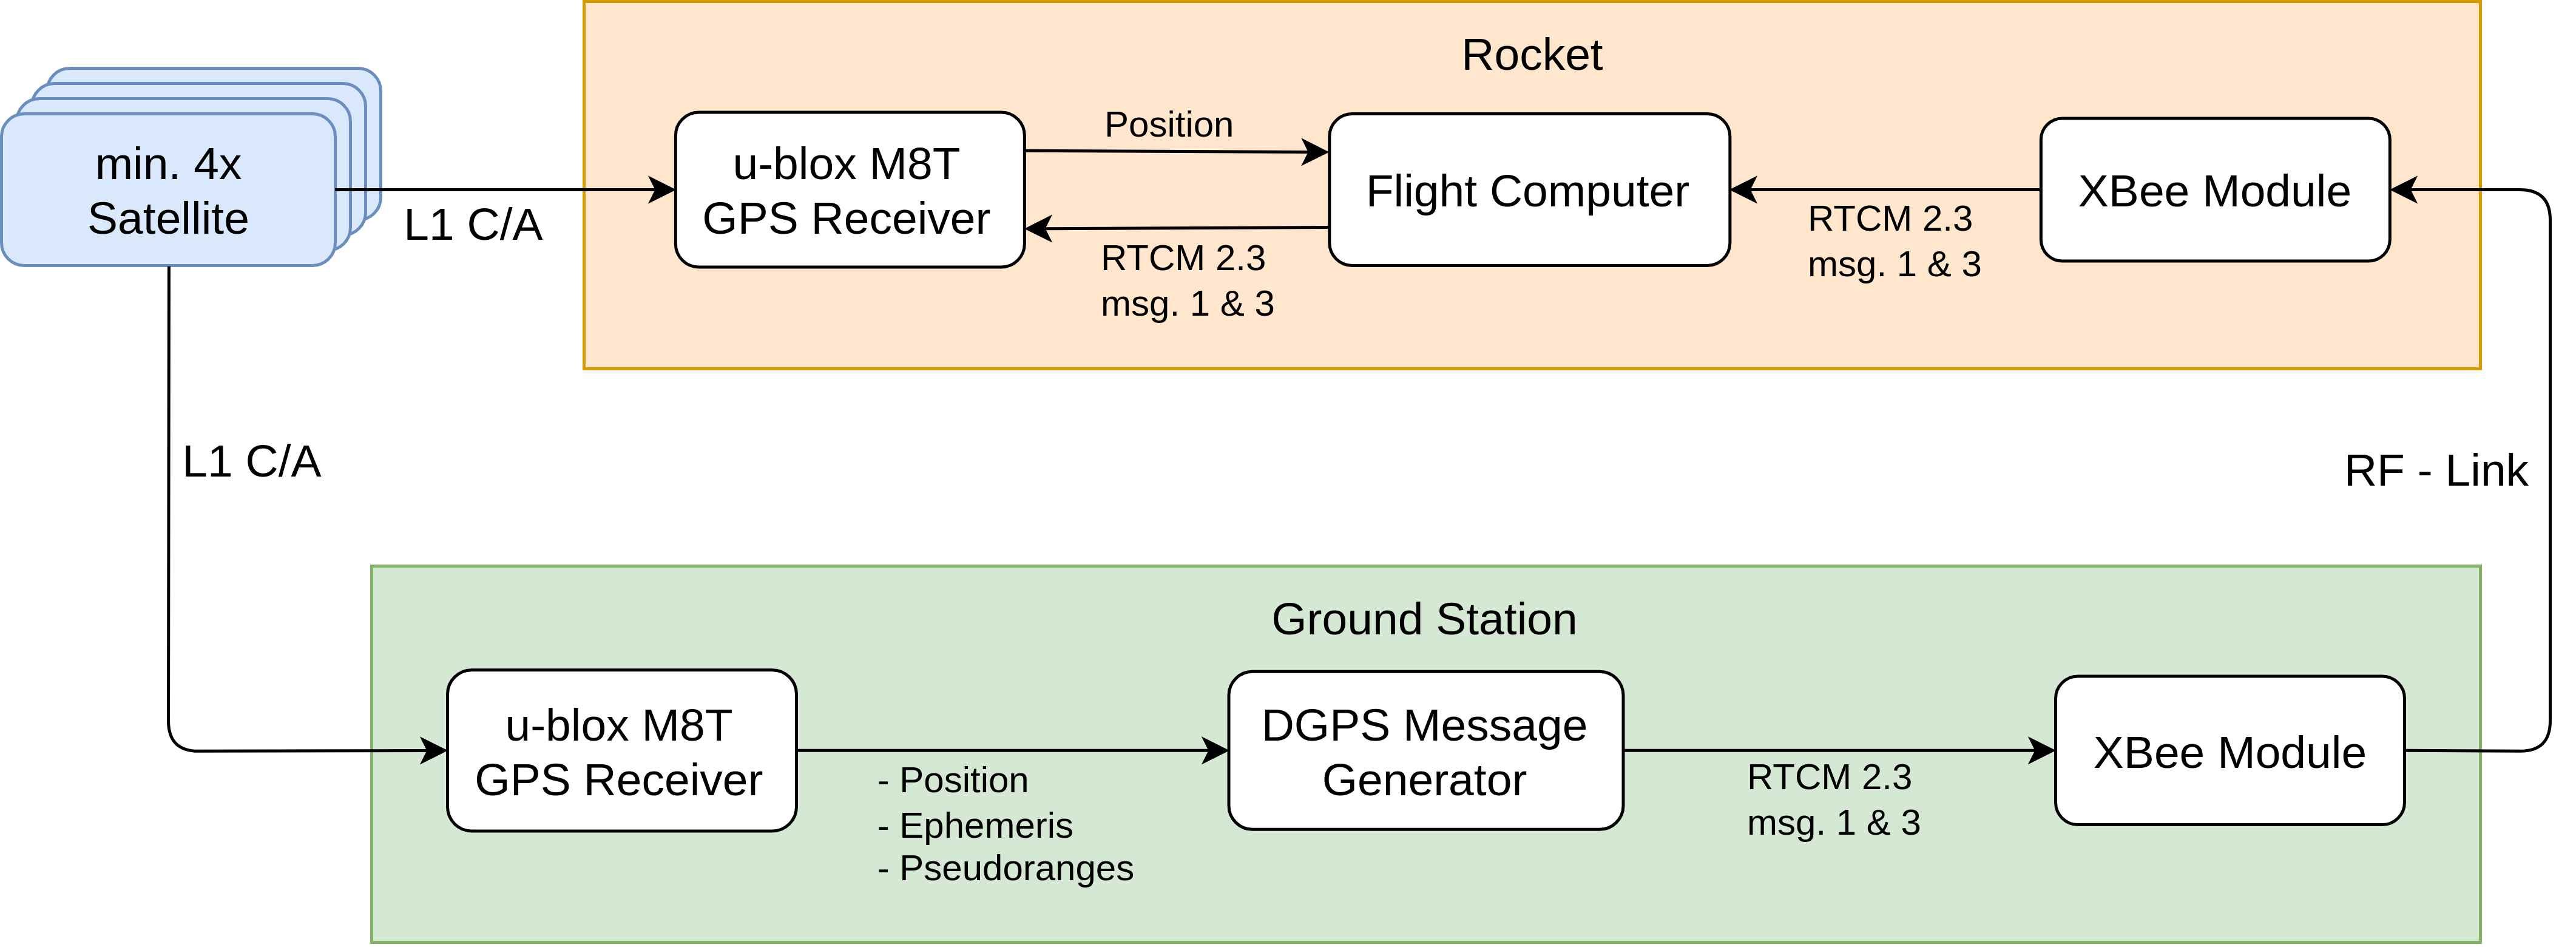 Rocket
min. 4x
Satellite
L1 C/A
u-blox M8T
GPS Receiver
Position
RTCM 2.3
msg. 1 & 3
Flight Computer
RTCM 2.3
msg. 1 & 3
XBee Module
L1 C/A
RF - Link
Ground Station
u-blox M8T
GPS Receiver
- Position
- Ephemeris
- Pseudoranges
DGPS Message
Generator
RTCM 2.3
msg. 1 & 3
XBee Module